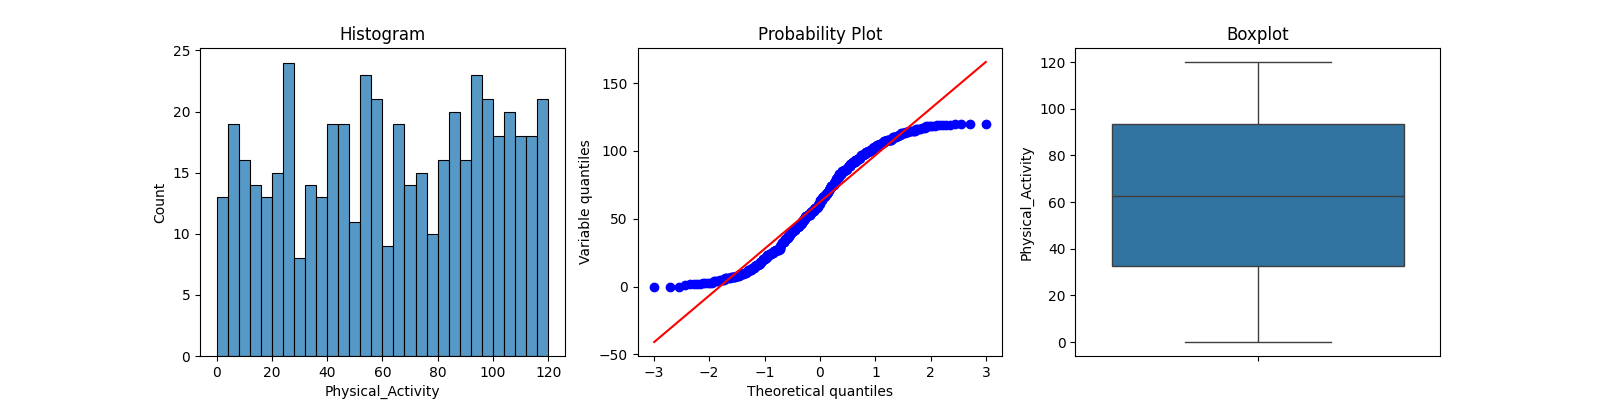 Histogram
Count
25
20
15
10
5
0
0 20 40 60 80 100 120
Physical_Activity
Probability Plot
Variable quantiles
150
100
50
0
−50
−3 −2 −1 0 1 2 3
Theoretical quantiles
Boxplot
Physical_Activity
120
100
80
60
40
20
0